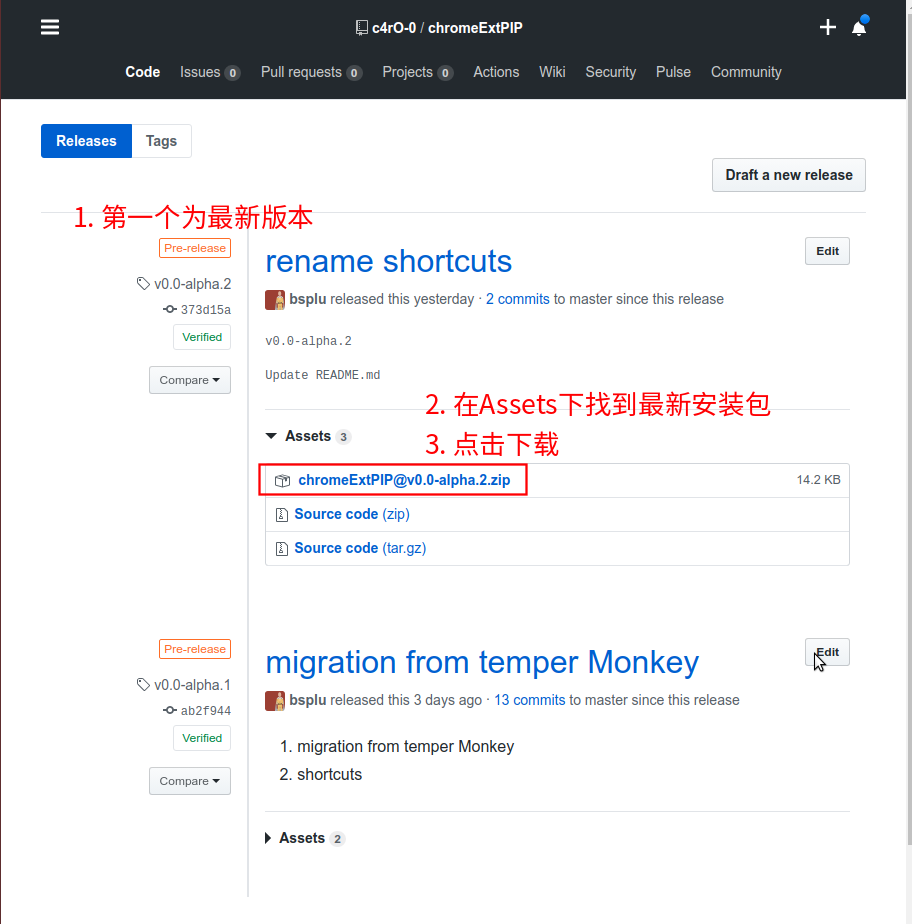 c4rO-0 / chromeExtPIP
Code Issues 0 Pull requests 0 Projects 0 Actions Wiki Security Pulse Community
Releases Tags
Draft a new release
1. 第一个为最新版本
Pre-release
v0.0-alpha.2
373d15a
Verified
Compare
rename shortcuts
Edit
bsplu released this yesterday · 2 commits to master since this release
v0.0-alpha.2
Update README.md
2. 在Assets下找到最新安装包
3. 点击下载
Assets 3
chromeExtPIP@v0.0-alpha.2.zip 14.2 KB
Source code (zip)
Source code (tar.gz)
Pre-release
v0.0-alpha.1
ab2f944
Verified
Compare
migration from temper Monkey
Edit
bsplu released this 3 days ago · 13 commits to master since this release
1. migration from temper Monkey
2. shortcuts
Assets 2